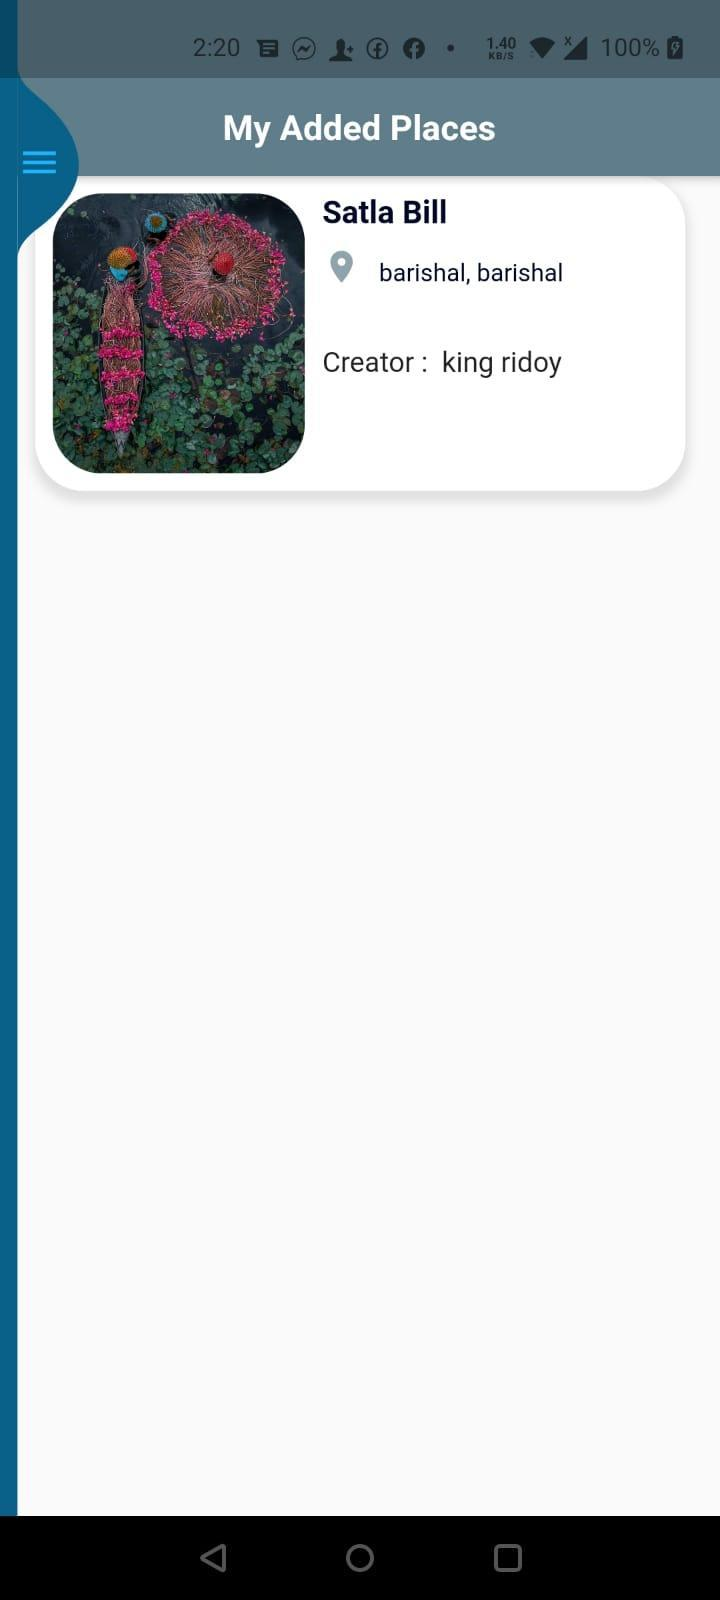 2:20 1.40 KB/S X 100%
My Added Places
Satla Bill
barishal, barishal
Creator : king ridoy